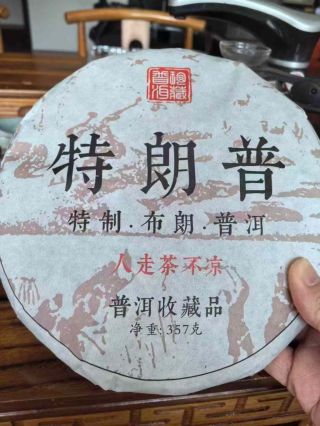 珍藏
普洱
特朗普
特制.布朗.普洱
人走茶不凉
普洱收藏品
净重:357克